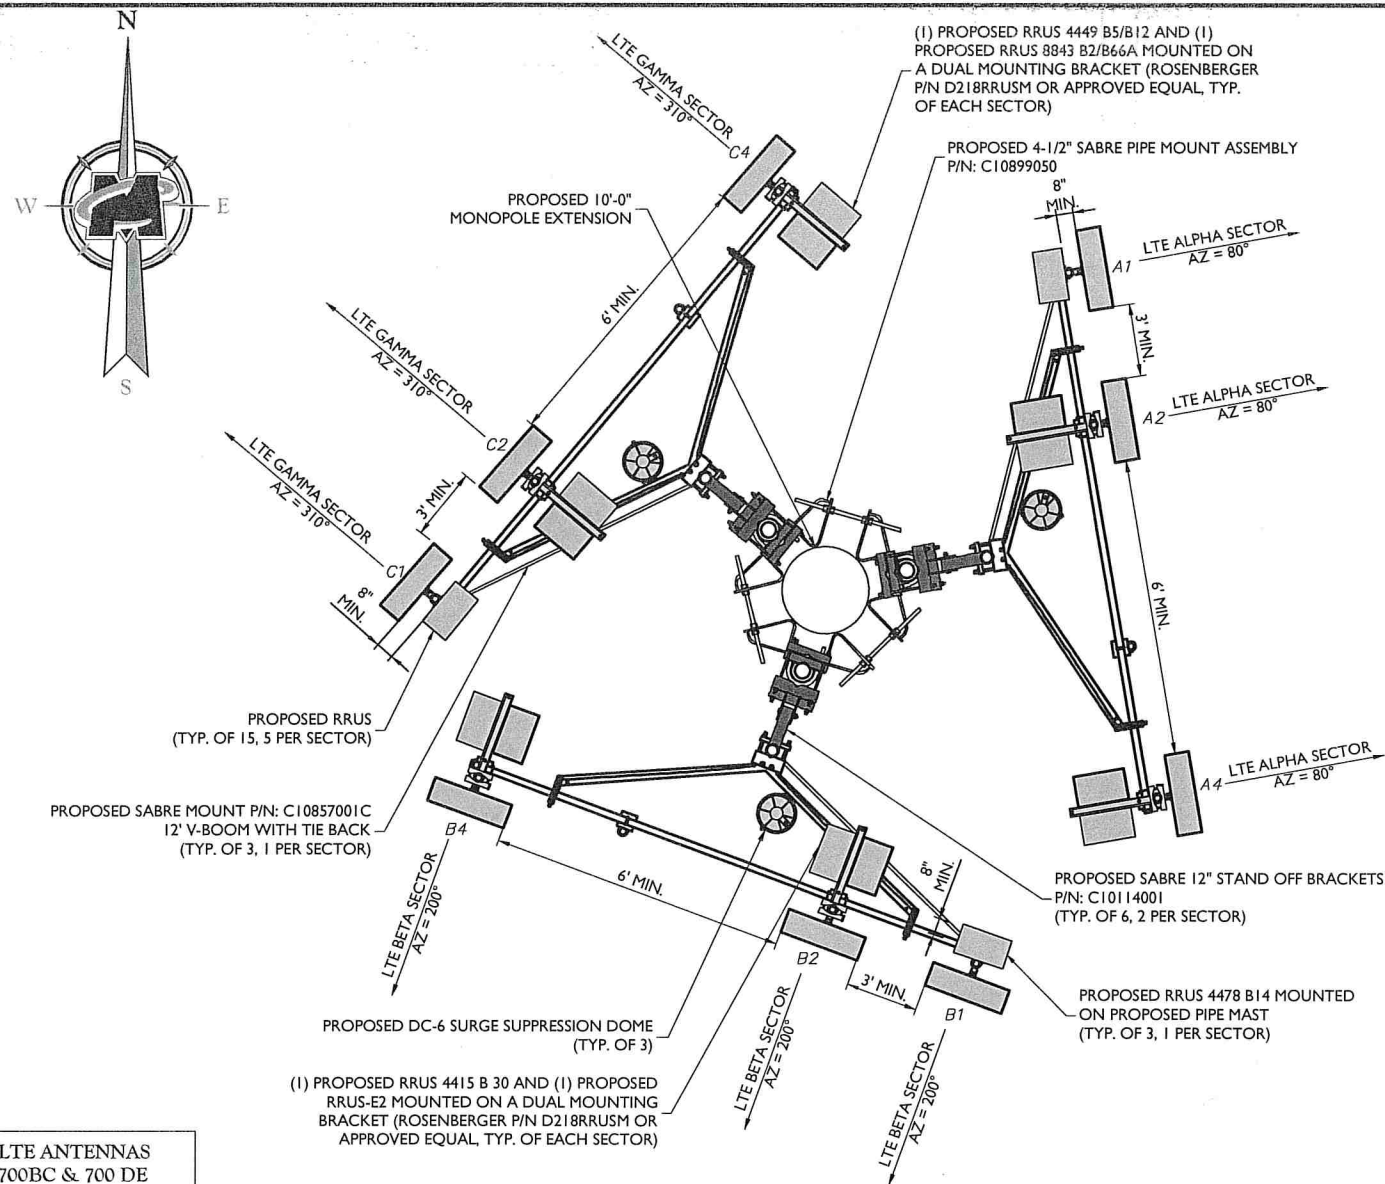 N
W
E
S
(1) PROPOSED RRUS 4449 B5/B12 AND (1)
PROPOSED RRUS 8843 B2/B66A MOUNTED ON
A DUAL MOUNTING BRACKET (ROSENBERGER
P/N D218RRUSM OR APPROVED EQUAL, TYP.
OF EACH SECTOR)
PROPOSED 4-1/2" SABRE PIPE MOUNT ASSEMBLY
P/N: C10899050
PROPOSED 10'-0"
MONOPOLE EXTENSION
LTE GAMMA SECTOR
AZ = 310°
C4
6' MIN.
LTE GAMMA SECTOR
AZ = 310°
C2
3' MIN.
LTE GAMMA SECTOR
AZ = 310°
C1
8"
MIN.
8"
MIN.
LTE ALPHA SECTOR
AZ = 80°
A1
3' MIN.
LTE ALPHA SECTOR
AZ = 80°
A2
6' MIN.
LTE ALPHA SECTOR
AZ = 80°
A4
PROPOSED RRUS
(TYP. OF 15, 5 PER SECTOR)
PROPOSED SABRE MOUNT P/N: C10857001C
12' V-BOOM WITH TIE BACK
(TYP. OF 3, 1 PER SECTOR)
B4
LTE BETA SECTOR
AZ = 200°
6' MIN.
B2
LTE BETA SECTOR
AZ = 200°
3' MIN.
8"
MIN.
B1
LTE BETA SECTOR
AZ = 200°
PROPOSED SABRE 12" STAND OFF BRACKETS
P/N: C10114001
(TYP. OF 6, 2 PER SECTOR)
PROPOSED RRUS 4478 B14 MOUNTED
ON PROPOSED PIPE MAST
(TYP. OF 3, 1 PER SECTOR)
PROPOSED DC-6 SURGE SUPPRESSION DOME
(TYP. OF 3)
(1) PROPOSED RRUS 4415 B 30 AND (1) PROPOSED
RRUS-E2 MOUNTED ON A DUAL MOUNTING
BRACKET (ROSENBERGER P/N D218RRUSM OR
APPROVED EQUAL, TYP. OF EACH SECTOR)
LTE ANTENNAS
700BC & 700 DE